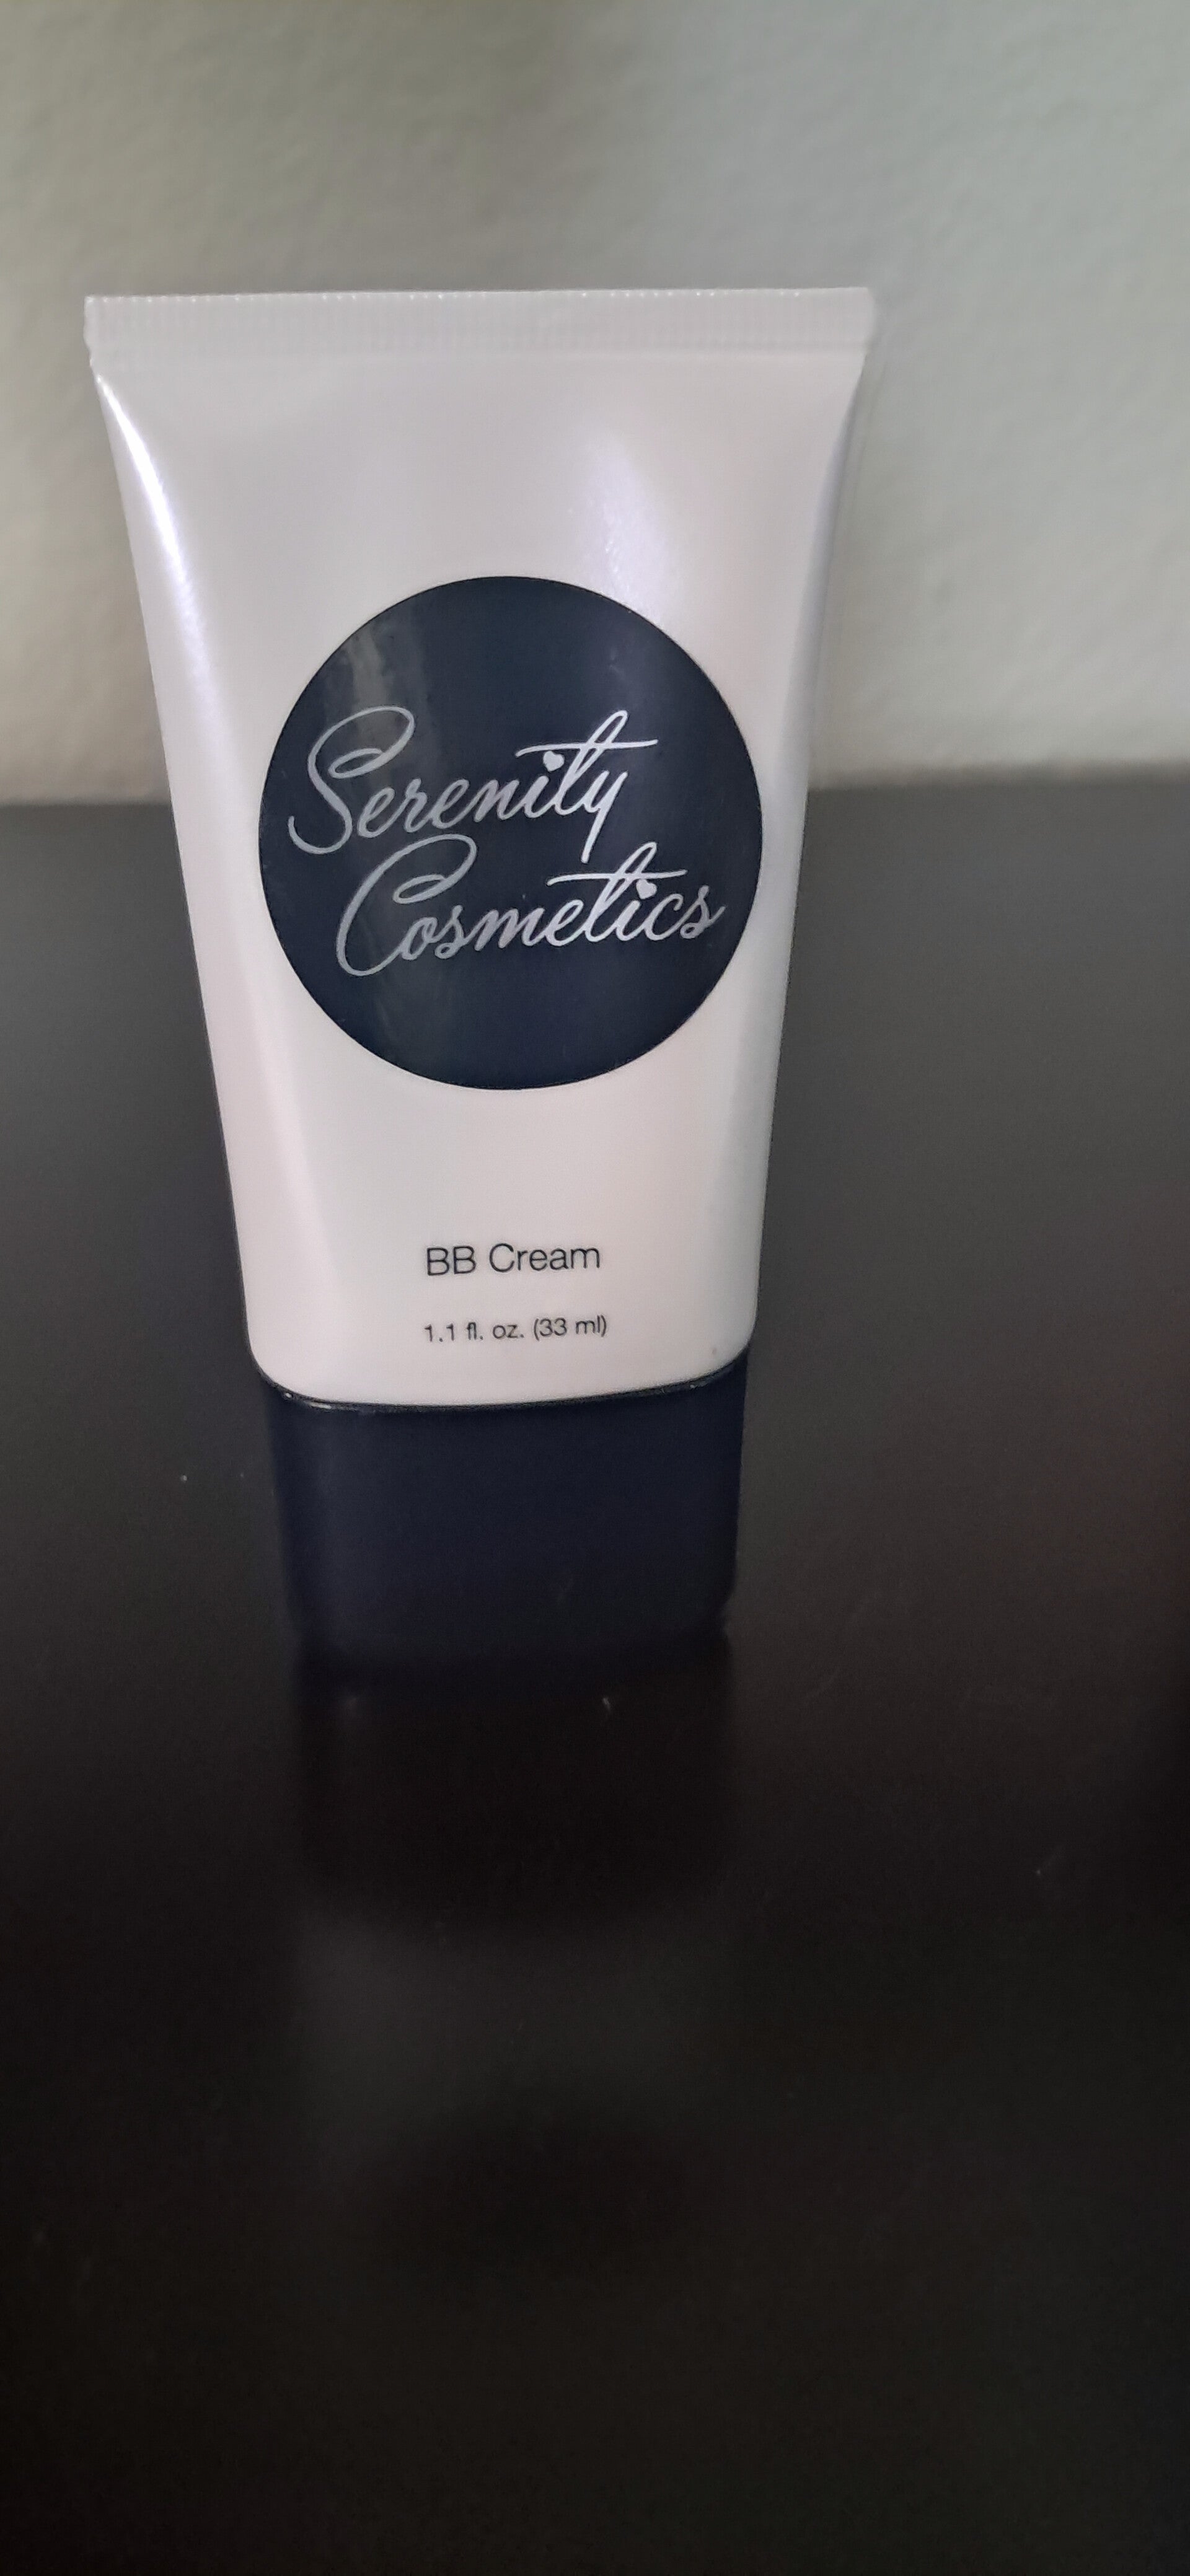 Serenity
Cosmetics
BB Cream
1.1 fl. oz. (33 ml)